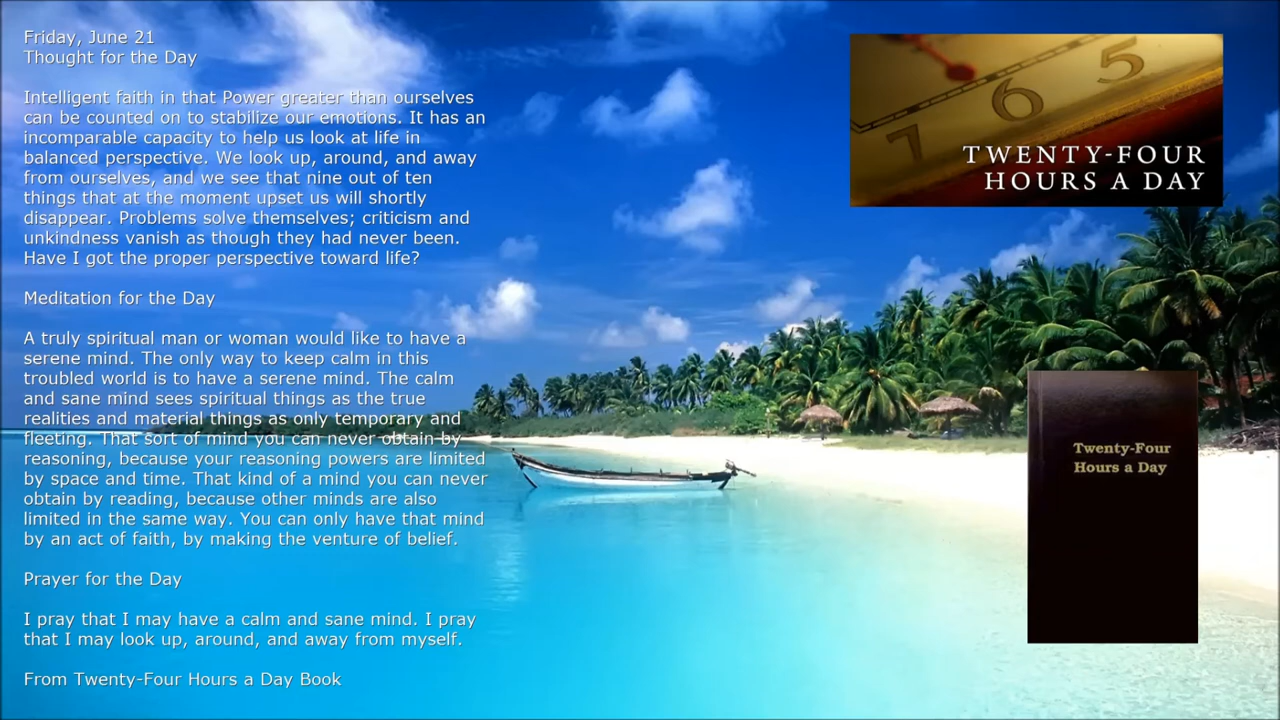 Friday, June 21
Thought for the Day
Intelligent faith in that Power greater than ourselves
can be counted on to stabilize our emotions. It has an
incomparable capacity to help us look at life in
balanced perspective. We look up, around, and away
from ourselves, and we see that nine out of ten
things that at the moment upset us will shortly
disappear. Problems solve themselves; criticism and
unkindness vanish as though they had never been.
Have I got the proper perspective toward life?
Meditation for the Day
A truly spiritual man or woman would like to have a
serene mind. The only way to keep calm in this
troubled world is to have a serene mind. The calm
and sane mind sees spiritual things as the true
realities and material things as only temporary and
fleeting. That sort of mind you can never obtain by
reasoning, because your reasoning powers are limited
by space and time. That kind of a mind you can never
obtain by reading, because other minds are also
limited in the same way. You can only have that mind
by an act of faith, by making the venture of belief.
Prayer for the Day
I pray that I may have a calm and sane mind. I pray
that I may look up, around, and away from myself.
From Twenty-Four Hours a Day Book
7 6 5
TWENTY-FOUR
HOURS A DAY
Twenty-Four
Hours a Day